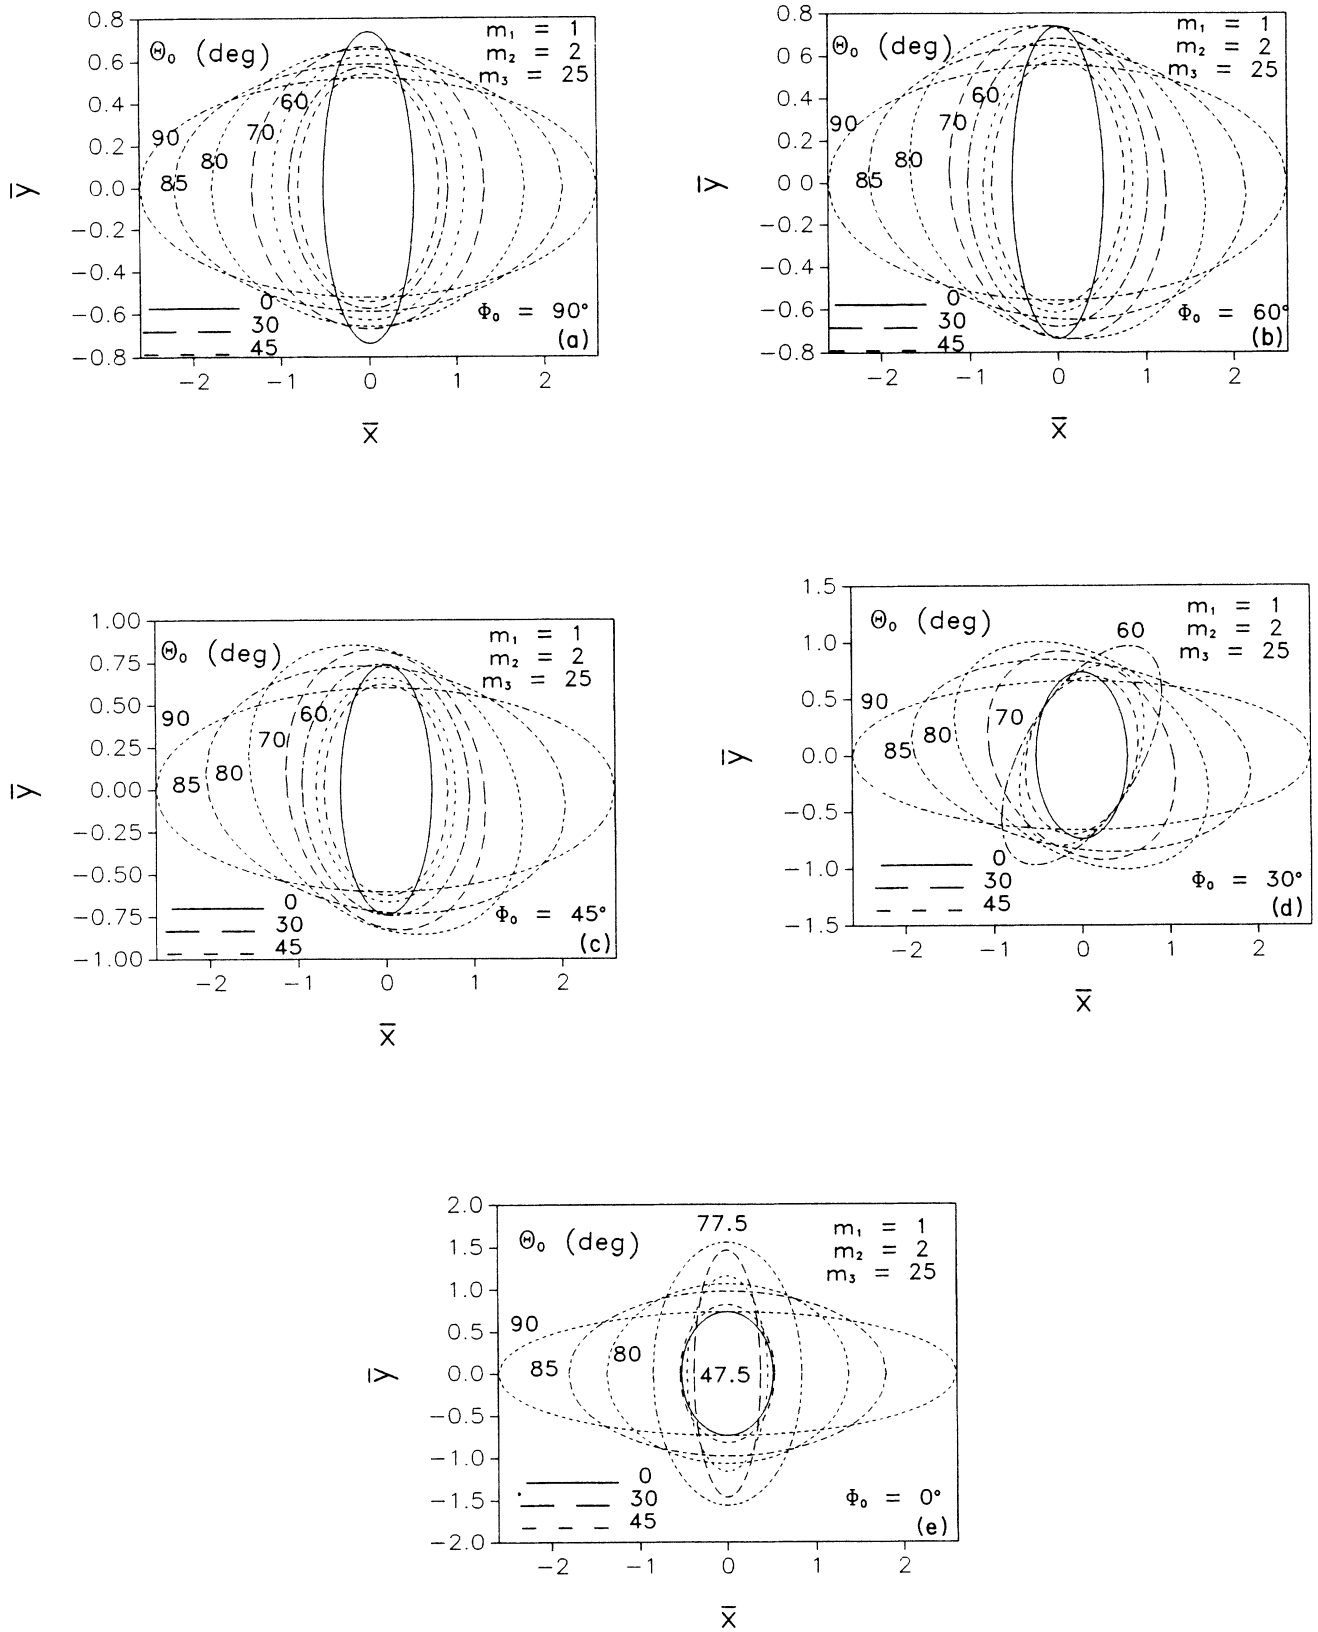 0.8
0.6
0.4
0.2
0.0
−0.2
−0.4
−0.6
−0.8
Θ₀ (deg)
m₁ = 1
m₂ = 2
m₃ = 25
60
70
80
85
90
0
30
45
Φ₀ = 90°
(a)
−2 −1 0 1 2
x̅
y̅
0.8
0.6
0.4
0.2
0.0
−0.2
−0.4
−0.6
−0.8
Θ₀ (deg)
m₁ = 1
m₂ = 2
m₃ = 25
60
70
80
85
90
0
30
45
Φ₀ = 60°
(b)
−2 −1 0 1 2
x̅
y̅
1.00
0.75
0.50
0.25
0.00
−0.25
−0.50
−0.75
−1.00
Θ₀ (deg)
m₁ = 1
m₂ = 2
m₃ = 25
60
70
80
85
90
0
30
45
Φ₀ = 45°
(c)
−2 −1 0 1 2
x̅
y̅
1.5
1.0
0.5
0.0
−0.5
−1.0
−1.5
Θ₀ (deg)
m₁ = 1
m₂ = 2
m₃ = 25
60
70
80
85
90
0
30
45
Φ₀ = 30°
(d)
−2 −1 0 1 2
x̅
y̅
2.0
1.5
1.0
0.5
0.0
−0.5
−1.0
−1.5
−2.0
Θ₀ (deg)
77.5
m₁ = 1
m₂ = 2
m₃ = 25
90
85
80
47.5
0
30
45
Φ₀ = 0°
(e)
−2 −1 0 1 2
x̅
y̅